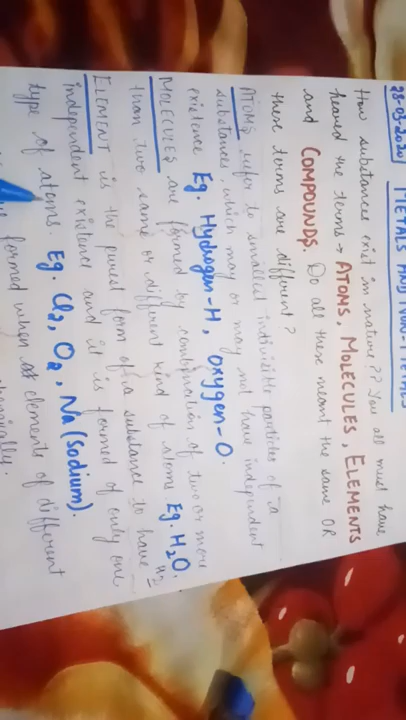 28-03-2020 METALS AND NON-METALS
How substances exist in nature?? You all must have
heared the terms → ATOMS, MOLECULES, ELEMENTS
and COMPOUNDS. Do all these meant the same OR
these terms are different?
ATOMS refer to smallest indivisible particles of a
substances, which may or may not have independent
existence Eg. Hydrogen-H, Oxygen-O.
MOLECULES are formed by combination of two or more
than two same or different kind of atoms Eg. H2O.
H2
ELEMENT is the purest form of a substance to have
independent existence and it is formed of only one
type of atoms. Eg. Cl2, O2, Na (Sodium).
formed when elements of different